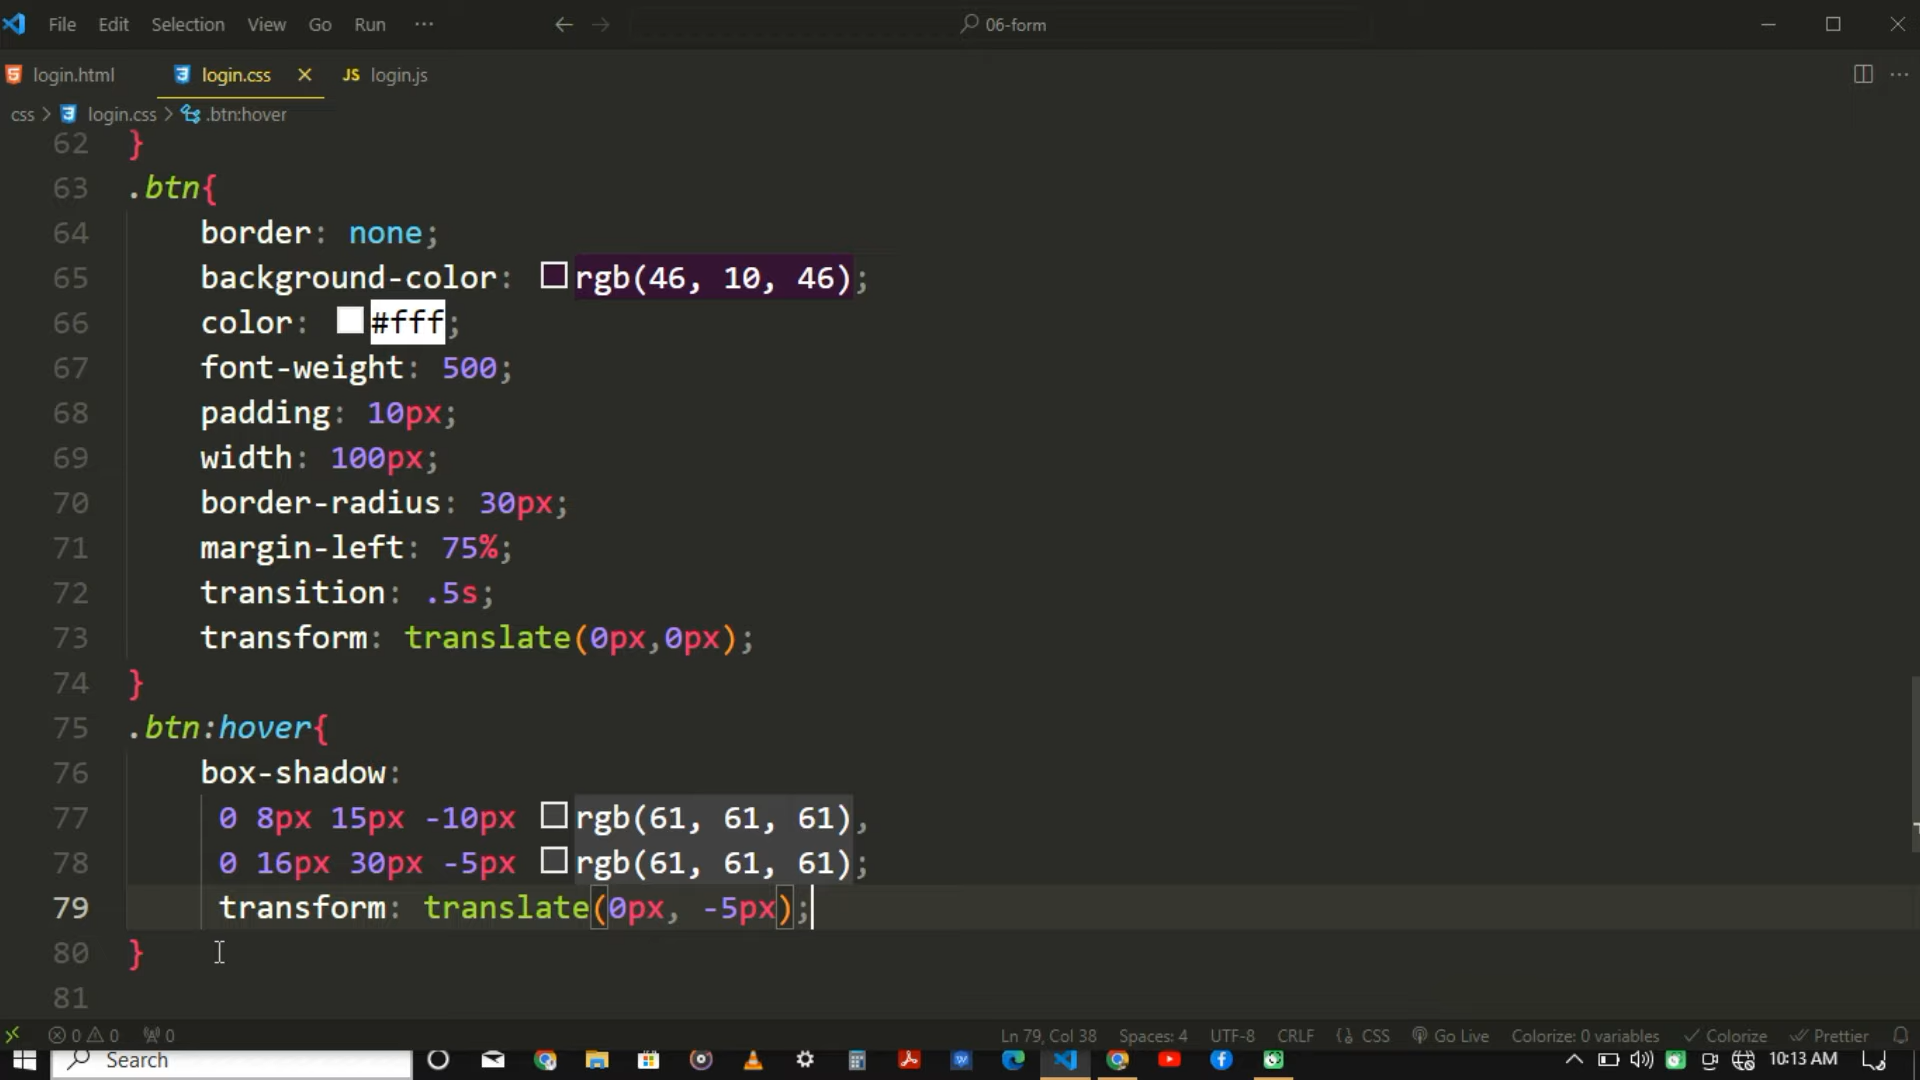 File Edit Selection View Go Run ··· 06-form
login.html login.css JS login.js ···
css > login.css > .btn:hover
62 }
63 .btn{
64 border: none;
65 background-color: rgb(46, 10, 46);
66 color: #fff;
67 font-weight: 500;
68 padding: 10px;
69 width: 100px;
70 border-radius: 30px;
71 margin-left: 75%;
72 transition: .5s;
73 transform: translate(0px,0px);
74 }
75 .btn:hover{
76 box-shadow:
77 0 8px 15px -10px rgb(61, 61, 61),
78 0 16px 30px -5px rgb(61, 61, 61);
79 transform: translate(0px, -5px);
80 }
81
0 0 0 Ln 79, Col 38 Spaces: 4 UTF-8 CRLF {} CSS Go Live Colorize: 0 variables Colorize Prettier
Search 10:13 AM